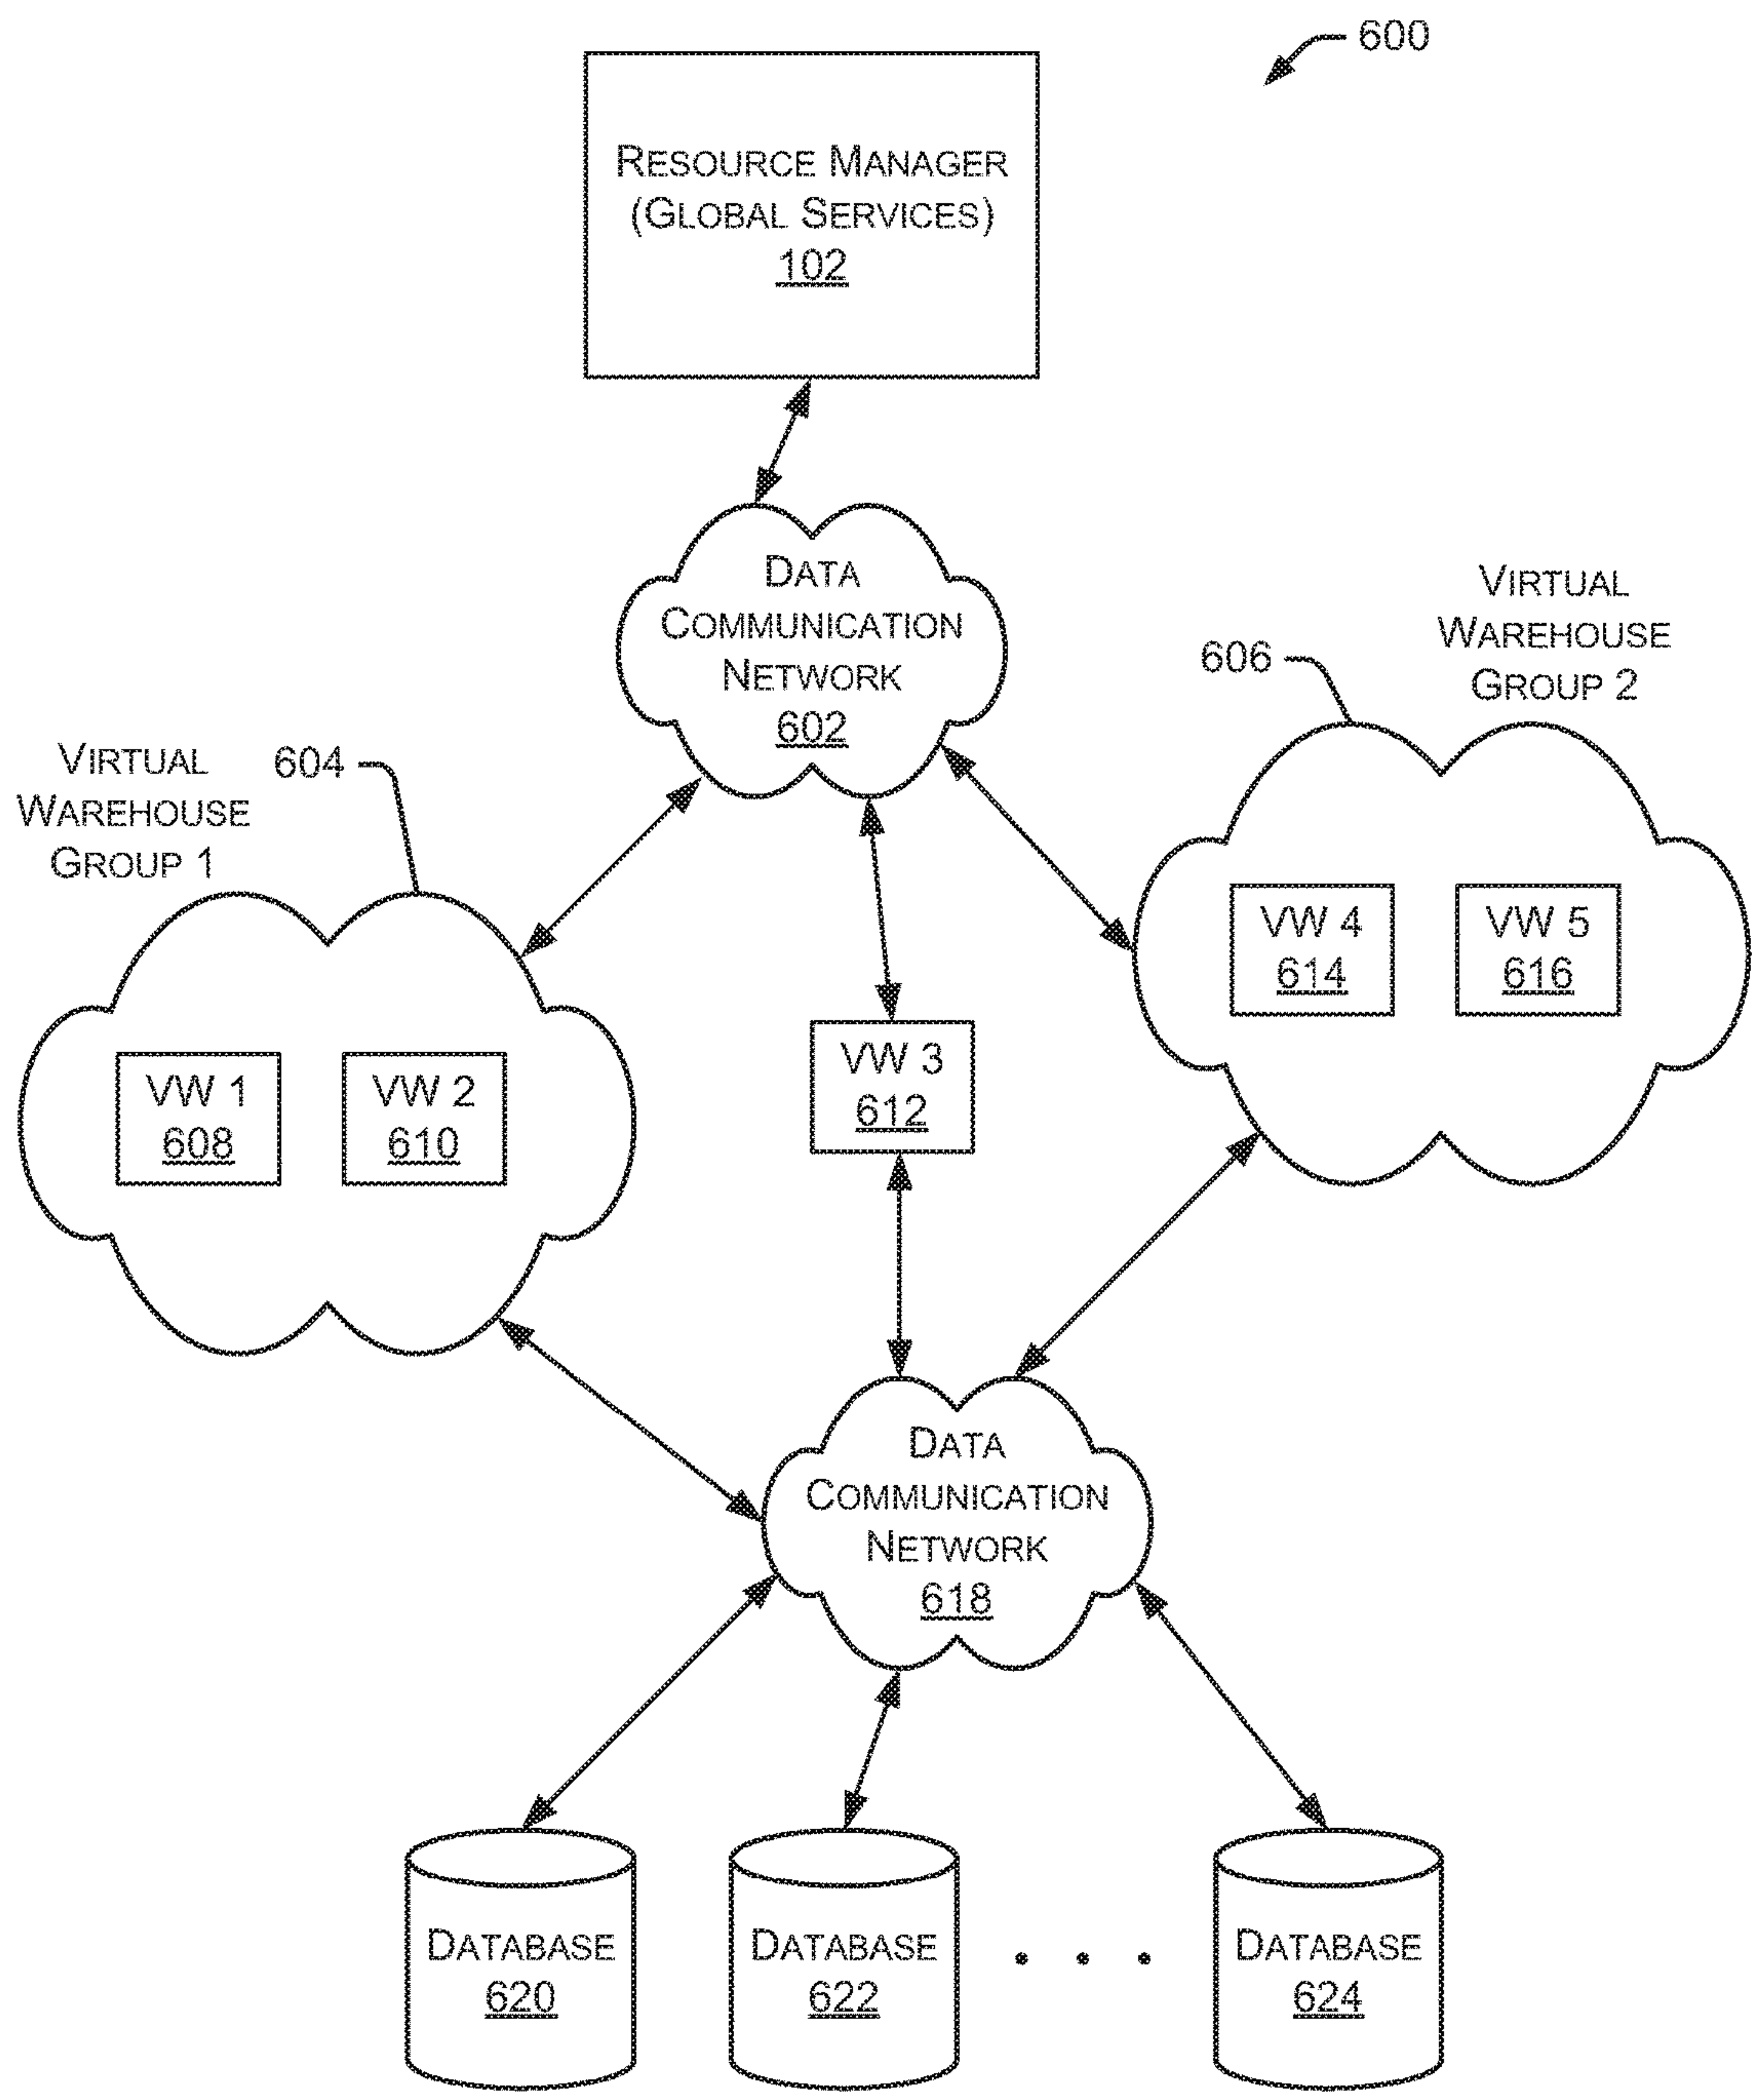 600
RESOURCE MANAGER
(GLOBAL SERVICES)
102
DATA
COMMUNICATION
NETWORK
602
VIRTUAL
WAREHOUSE
GROUP 2
606
VIRTUAL
WAREHOUSE
GROUP 1
604
VW 4
614
VW 5
616
VW 3
612
VW 1
608
VW 2
610
DATA
COMMUNICATION
NETWORK
618
DATABASE
620
DATABASE
622
. . .
DATABASE
624